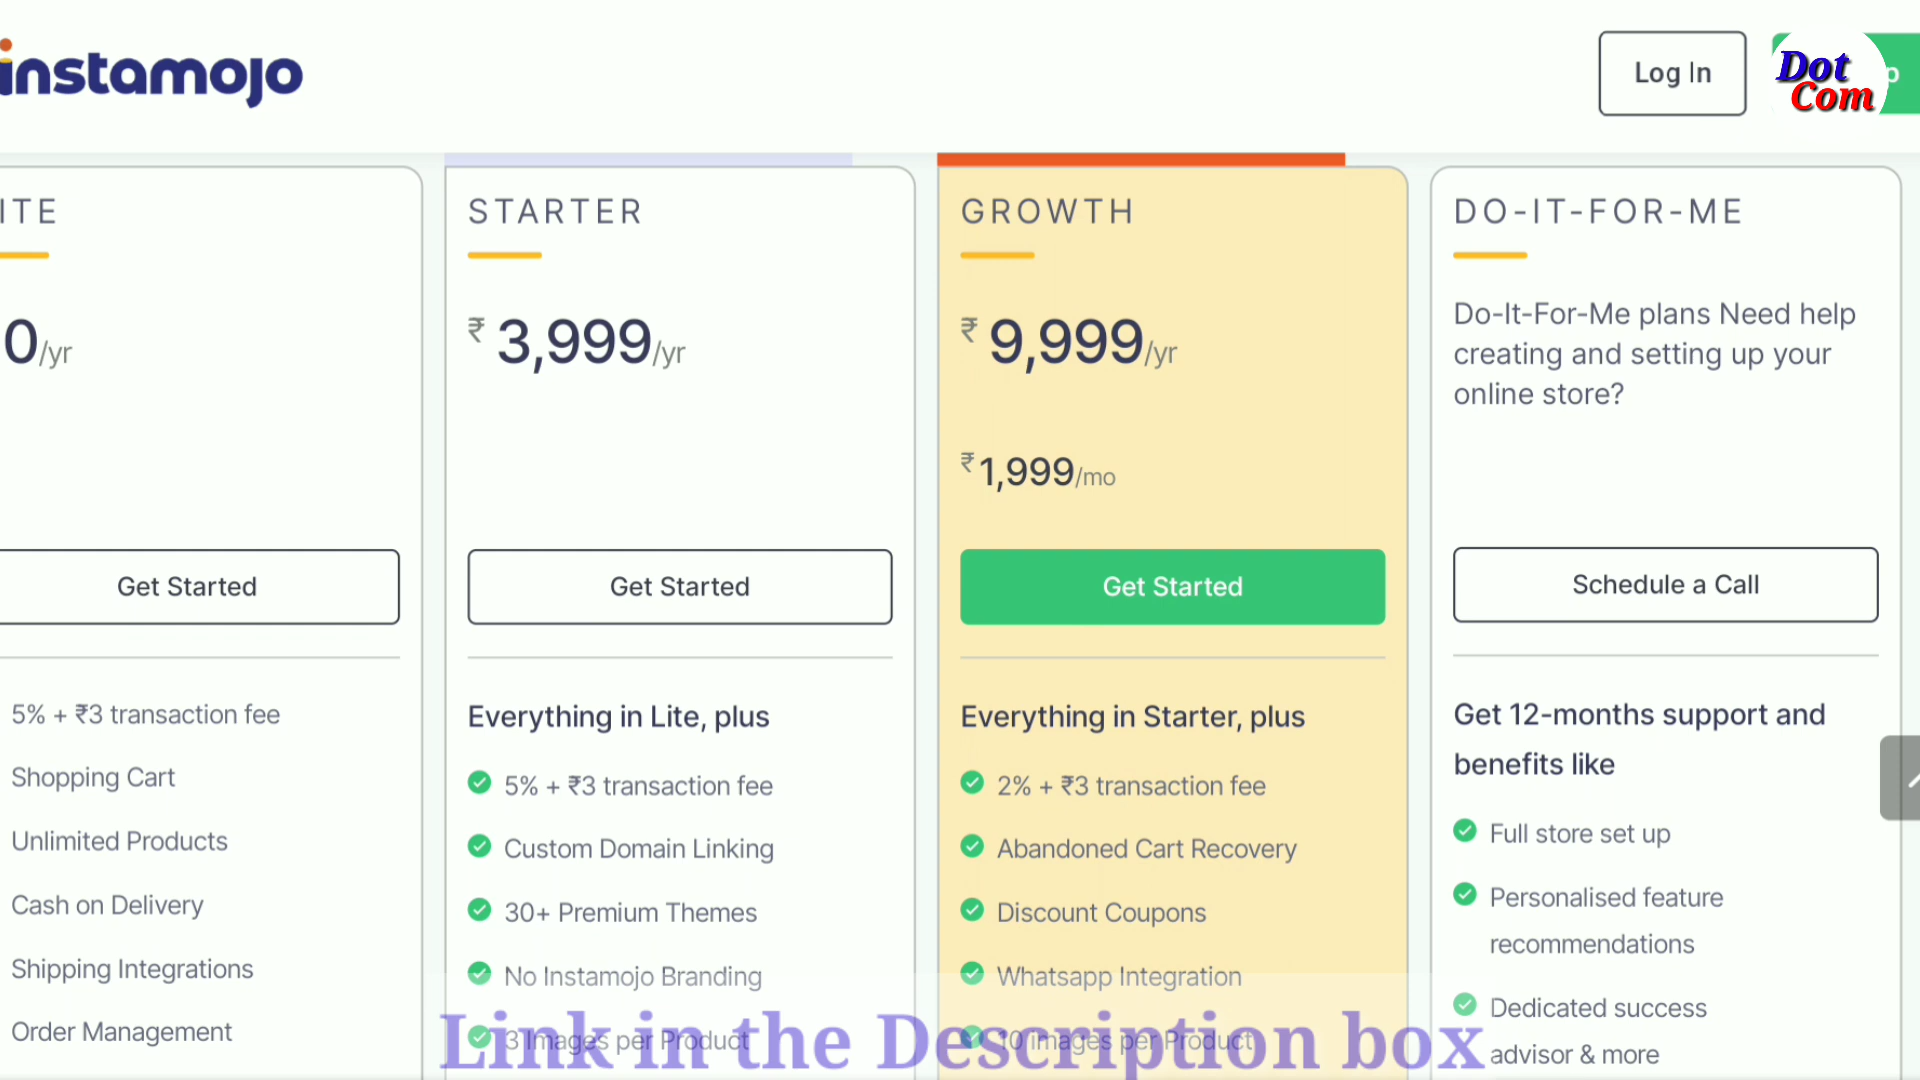 instamojo
Log In
Dot
Com
ITE
0/yr
Get Started
5% + ₹3 transaction fee
Shopping Cart
Unlimited Products
Cash on Delivery
Shipping Integrations
Order Management
STARTER
₹ 3,999/yr
Get Started
Everything in Lite, plus
5% + ₹3 transaction fee
Custom Domain Linking
30+ Premium Themes
No Instamojo Branding
3 Images per Product
GROWTH
₹ 9,999/yr
₹1,999/mo
Get Started
Everything in Starter, plus
2% + ₹3 transaction fee
Abandoned Cart Recovery
Discount Coupons
Whatsapp Integration
10 images per Product
DO-IT-FOR-ME
Do-It-For-Me plans Need help
creating and setting up your
online store?
Schedule a Call
Get 12-months support and
benefits like
Full store set up
Personalised feature
recommendations
Dedicated success
advisor & more
Link in the Description box